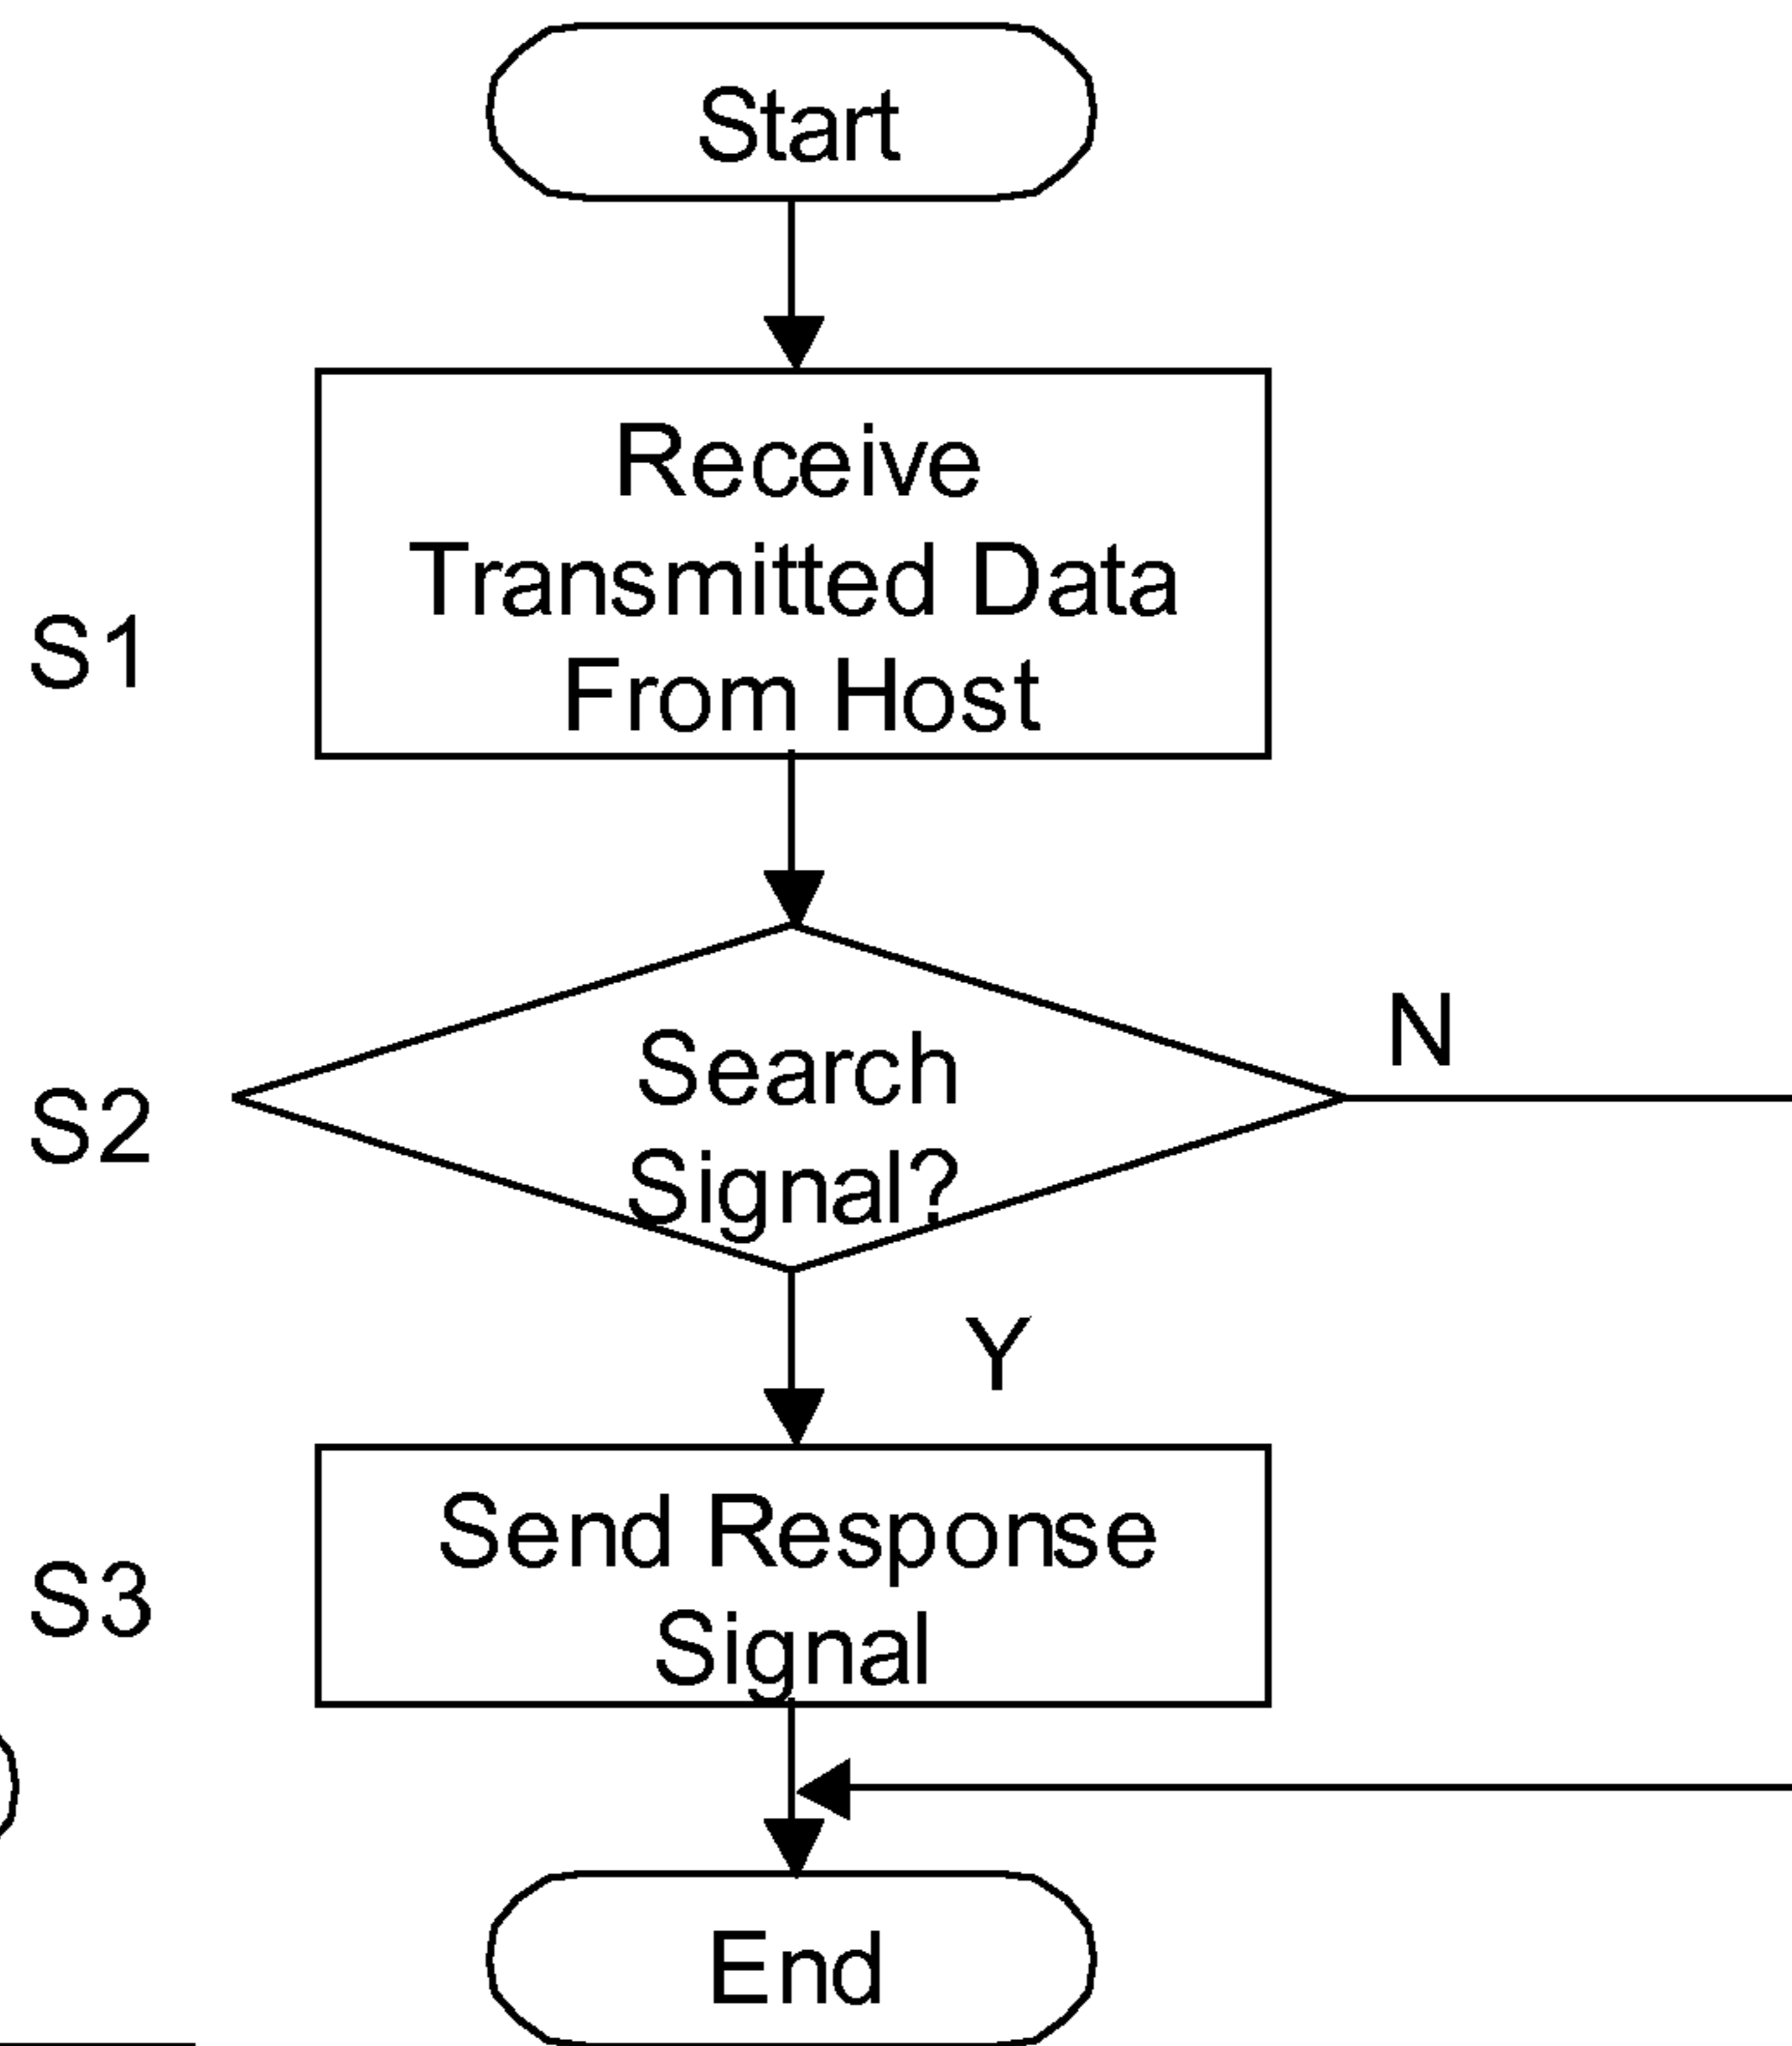 Start
Receive
Transmitted Data
From Host
S1
Search
Signal?
N
S2
Y
Send Response
Signal
S3
End